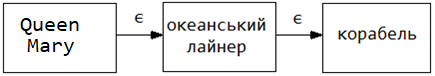 Queen
Mary
є
океанський
лайнер
є
корабель